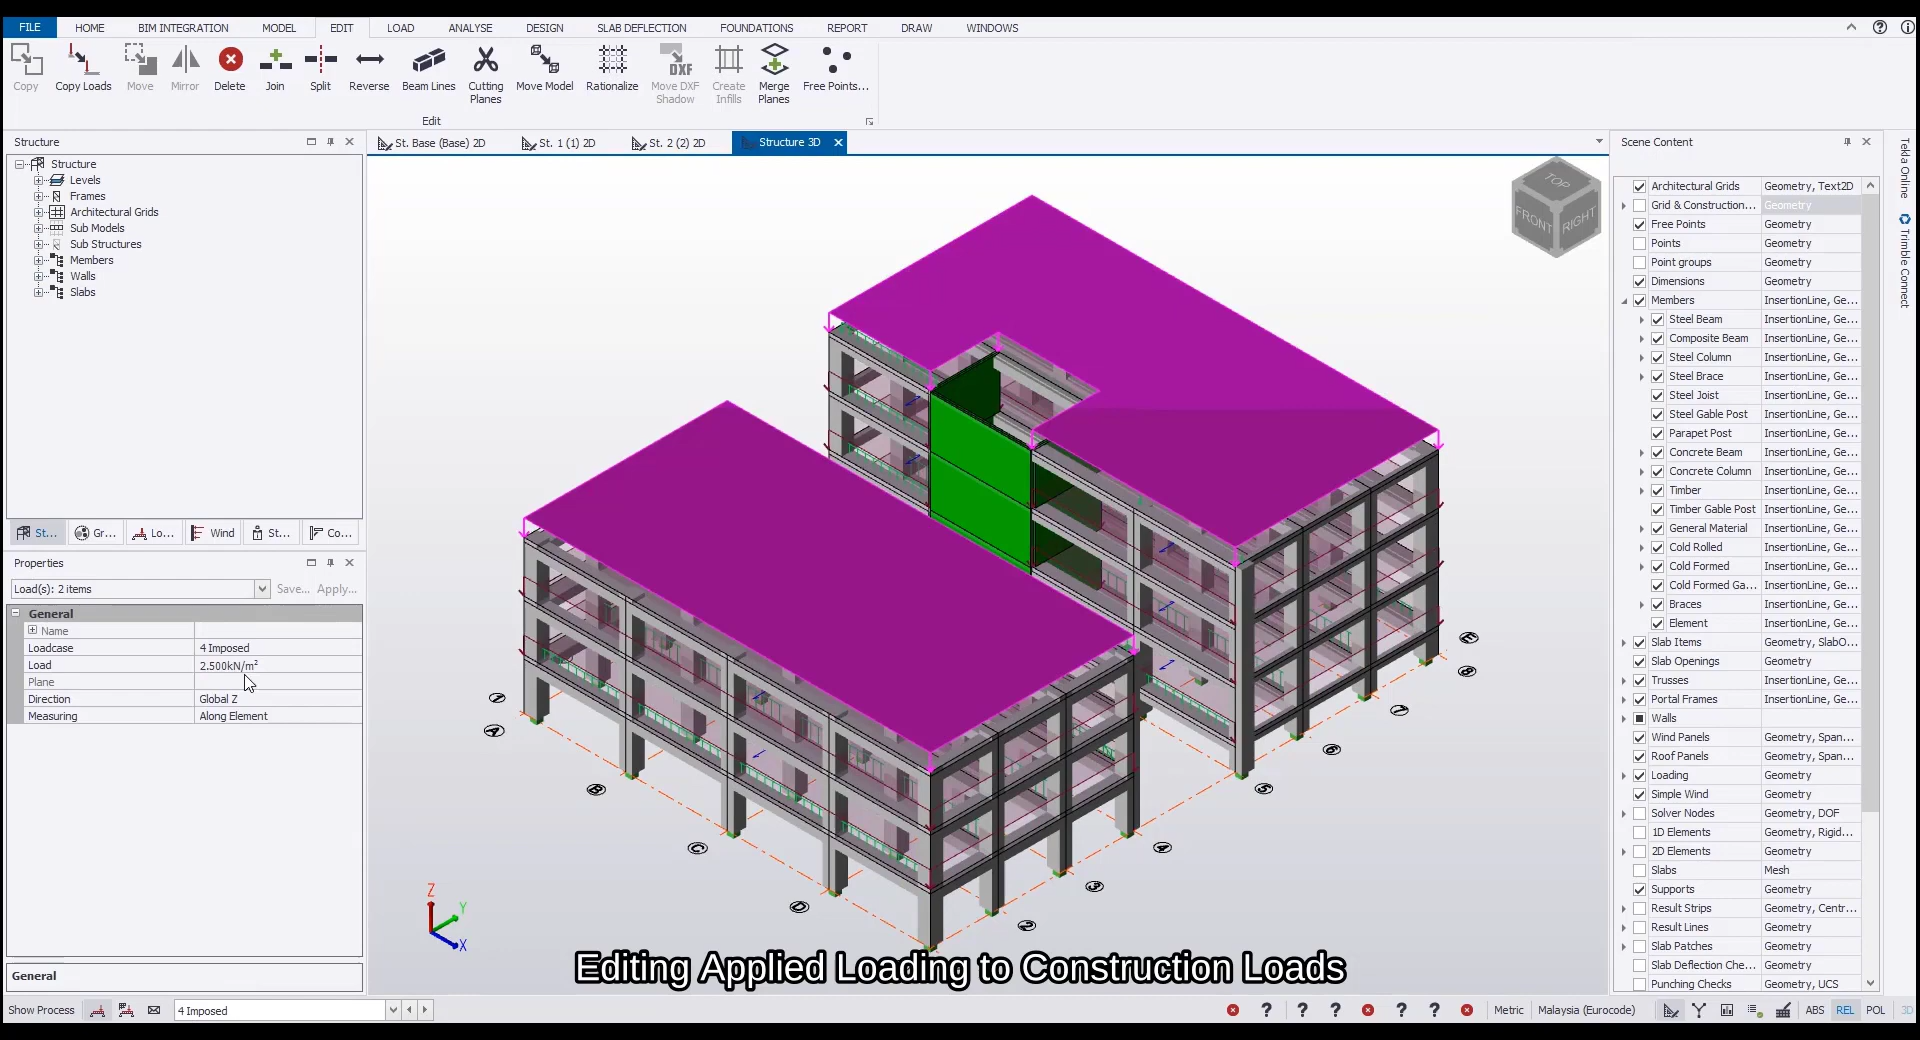 FILE HOME BIM INTEGRATION MODEL EDIT LOAD ANALYSE DESIGN SLAB DEFLECTION FOUNDATIONS REPORT DRAW WINDOWS
Copy Copy Loads Move Mirror Delete Join Split Reverse Beam Lines Cutting Planes Move Model Rationalize Move DXF Shadow Create Infills Merge Planes Free Points...
DXF
Edit
Structure
St. Base (Base) 2D St. 1 (1) 2D St. 2 (2) 2D Structure 3D
Structure
Levels
Frames
Architectural Grids
Sub Models
Sub Structures
Members
Walls
Slabs
St... Gr... Lo... Wind St... Co...
Properties
Load(s): 2 items Save... Apply...
General
Name
Loadcase 4 Imposed
Load 2.500kN/m²
Plane
Direction Global Z
Measuring Along Element
General
TOP
FRONT RIGHT
Z
Y
X
A
B
C
D
2
3
4
5
6
7
8
E
Editing Applied Loading to Construction Loads
Scene Content
Architectural Grids Geometry, Text2D
Grid & Construction... Geometry
Free Points Geometry
Points Geometry
Point groups Geometry
Dimensions Geometry
Members InsertionLine, Ge...
Steel Beam InsertionLine, Ge...
Composite Beam InsertionLine, Ge...
Steel Column InsertionLine, Ge...
Steel Brace InsertionLine, Ge...
Steel Joist InsertionLine, Ge...
Steel Gable Post InsertionLine, Ge...
Parapet Post InsertionLine, Ge...
Concrete Beam InsertionLine, Ge...
Concrete Column InsertionLine, Ge...
Timber InsertionLine, Ge...
Timber Gable Post InsertionLine, Ge...
General Material InsertionLine, Ge...
Cold Rolled InsertionLine, Ge...
Cold Formed InsertionLine, Ge...
Cold Formed Ga... InsertionLine, Ge...
Braces InsertionLine, Ge...
Element InsertionLine, Ge...
Slab Items Geometry, SlabO...
Slab Openings Geometry
Trusses InsertionLine, Ge...
Portal Frames InsertionLine, Ge...
Walls
Wind Panels Geometry, Span...
Roof Panels Geometry, Span...
Loading Geometry
Simple Wind Geometry
Solver Nodes Geometry, DOF
1D Elements Geometry, Rigid...
2D Elements Geometry
Slabs Mesh
Supports Geometry
Result Strips Geometry, Centr...
Result Lines Geometry
Slab Patches Geometry
Slab Deflection Che... Geometry
Punching Checks Geometry, UCS
Tekla Online
Trimble Connect
Show Process 4 Imposed Metric Malaysia (Eurocode) ABS REL POL 3D